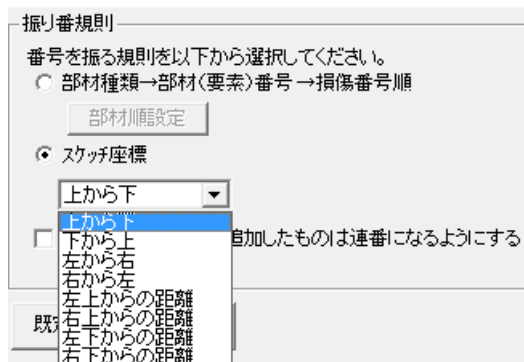 振り番規則
番号を振る規則を以下から選択してください。
部材種類→部材(要素)番号→損傷番号順
部材順設定
スケッチ座標
上から下
上から下
下から上
追加したものは連番になるようにする
左から右
右から左
左上からの距離
右上からの距離
既定
左下からの距離
右下からの距離